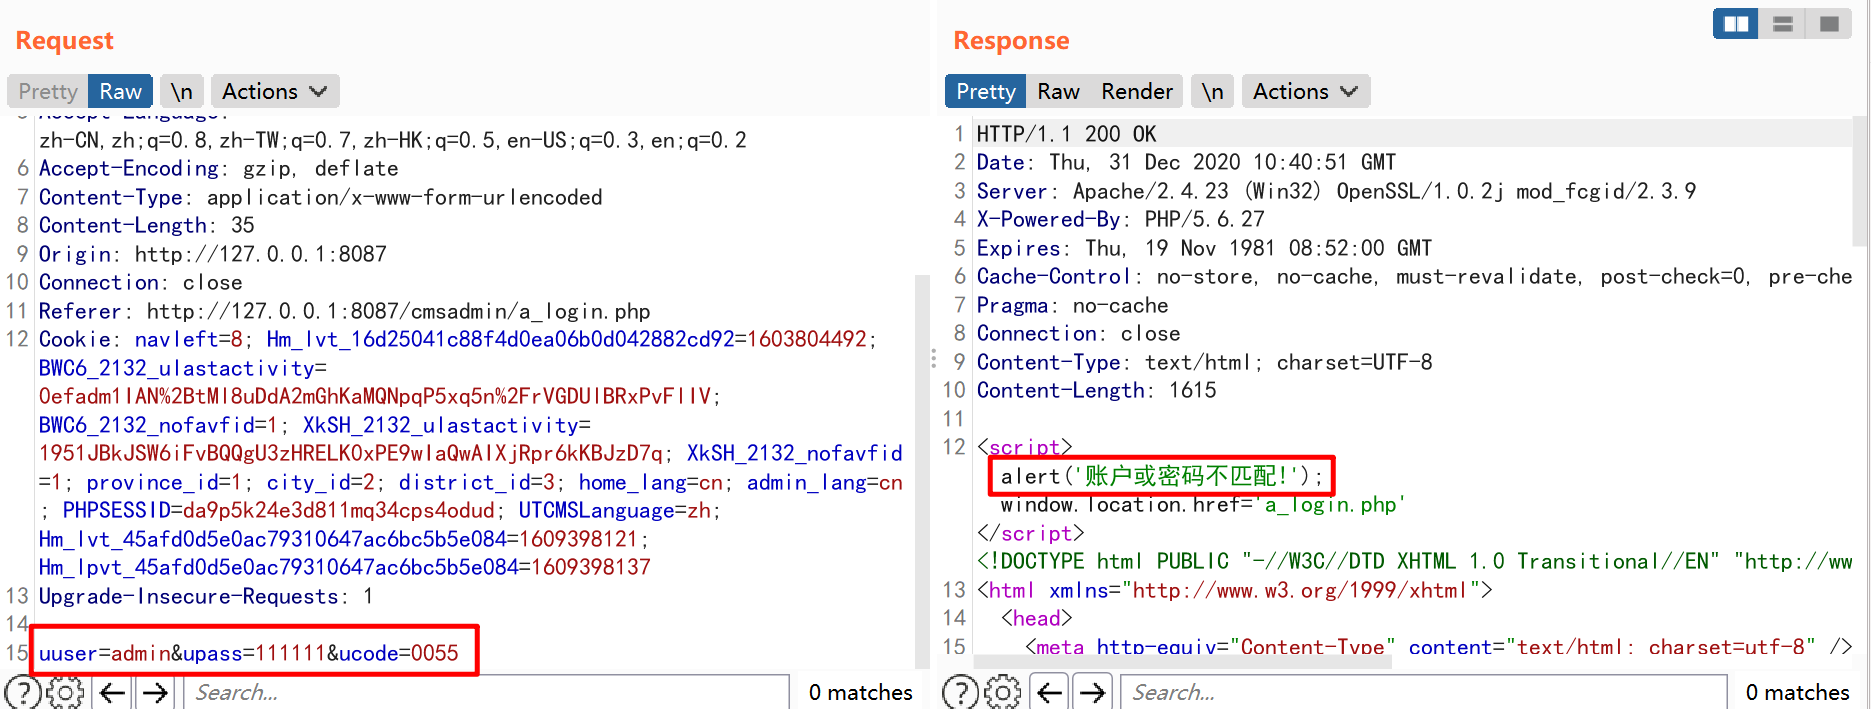 Request
Pretty Raw \n Actions
5 Accept-Language:
zh-CN,zh;q=0.8,zh-TW;q=0.7,zh-HK;q=0.5,en-US;q=0.3,en;q=0.2
6 Accept-Encoding: gzip, deflate
7 Content-Type: application/x-www-form-urlencoded
8 Content-Length: 35
9 Origin: http://127.0.0.1:8087
10 Connection: close
11 Referer: http://127.0.0.1:8087/cmsadmin/a_login.php
12 Cookie: navleft=8; Hm_lvt_16d25041c88f4d0ea06b0d042882cd92=1603804492;
BWC6_2132_ulastactivity=
0efadm1IAN%2BtMl8uDdA2mGhKaMQNpqP5xq5n%2FrVGDUlBRxPvFlIV;
BWC6_2132_nofavfid=1; XkSH_2132_ulastactivity=
1951JBkJSW6iFvBQQgU3zHRELK0xPE9wIaQwAIXjRpr6kKBJzD7q; XkSH_2132_nofavfid
=1; province_id=1; city_id=2; district_id=3; home_lang=cn; admin_lang=cn
; PHPSESSID=da9p5k24e3d811mq34cps4odud; UTCMSLanguage=zh;
Hm_lvt_45afd0d5e0ac79310647ac6bc5b5e084=1609398121;
Hm_lpvt_45afd0d5e0ac79310647ac6bc5b5e084=1609398137
13 Upgrade-Insecure-Requests: 1
14
15 uuser=admin&upass=111111&ucode=0055
Search...
0 matches
Response
Pretty Raw Render \n Actions
1 HTTP/1.1 200 OK
2 Date: Thu, 31 Dec 2020 10:40:51 GMT
3 Server: Apache/2.4.23 (Win32) OpenSSL/1.0.2j mod_fcgid/2.3.9
4 X-Powered-By: PHP/5.6.27
5 Expires: Thu, 19 Nov 1981 08:52:00 GMT
6 Cache-Control: no-store, no-cache, must-revalidate, post-check=0, pre-che
7 Pragma: no-cache
8 Connection: close
9 Content-Type: text/html; charset=UTF-8
10 Content-Length: 1615
11
12 <script>
alert('账户或密码不匹配!');
window.location.href='a_login.php'
</script>
<!DOCTYPE html PUBLIC "-//W3C//DTD XHTML 1.0 Transitional//EN" "http://ww
13 <html xmlns="http://www.w3.org/1999/xhtml">
14 <head>
15 <meta http-equiv="Content-Type" content="text/html; charset=utf-8" />
Search...
0 matches